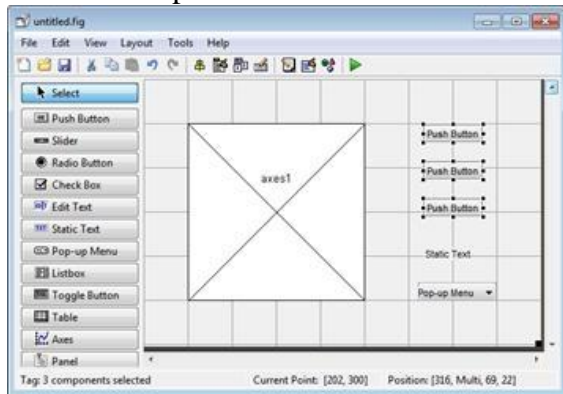 untitled.fig
File Edit View Layout Tools Help
Select
Push Button
Slider
Radio Button
Check Box
Edit Text
Static Text
Pop-up Menu
Listbox
Toggle Button
Table
Axes
Panel
axes1
Push Button
Push Button
Push Button
Static Text
Pop-up Menu
Tag: 3 components selected Current Point: [202, 300] Position: [316, Multi, 69, 22]